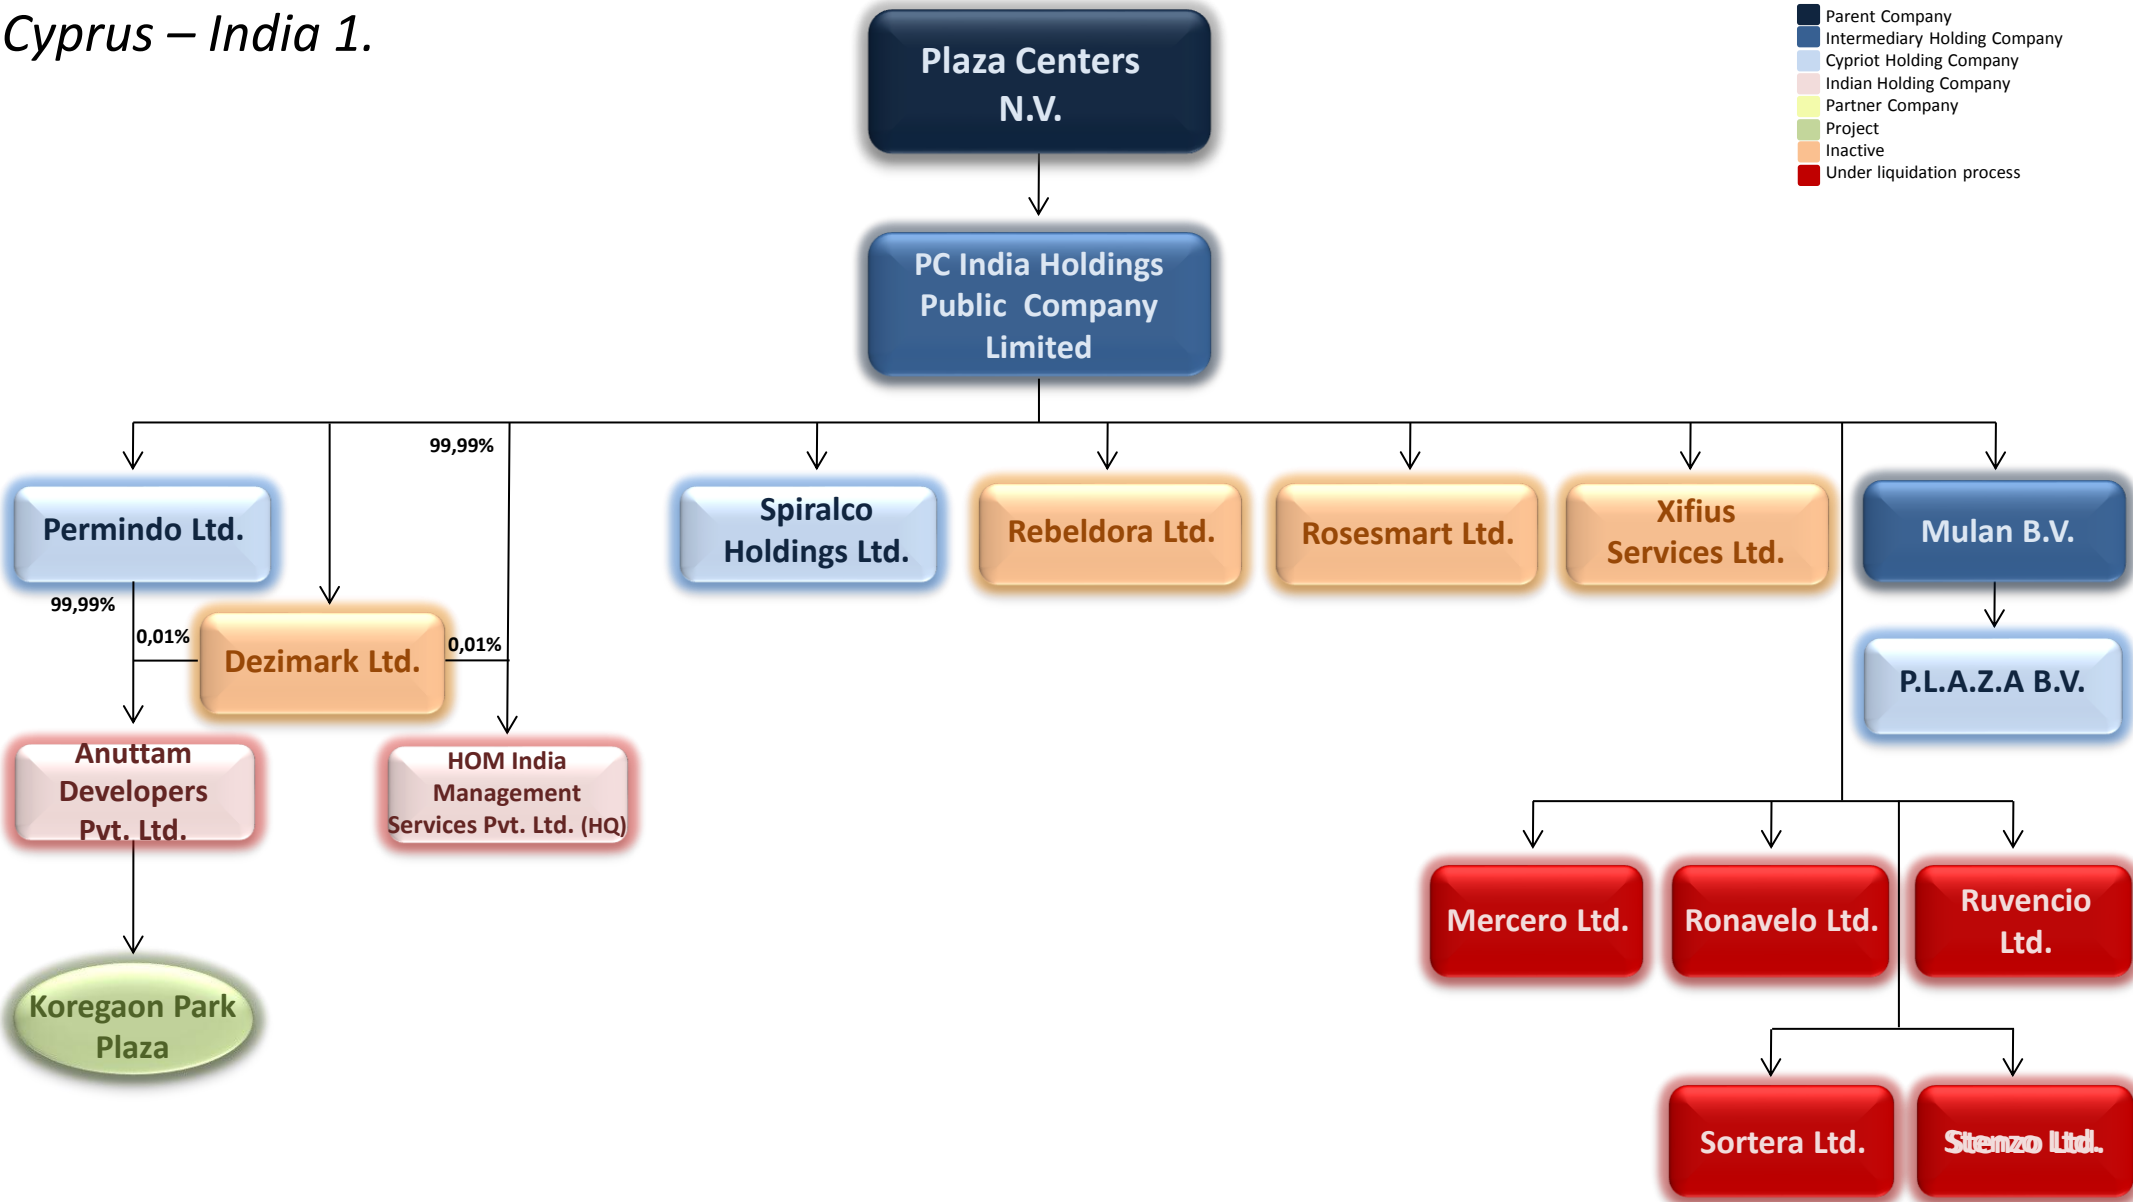 Cyprus – India 1.
Parent Company
Intermediary Holding Company
Cypriot Holding Company
Indian Holding Company
Partner Company
Project
Inactive
Under liquidation process
Plaza Centers
N.V.
PC India Holdings
Public Company
Limited
99,99%
Permindo Ltd.
Spiralco
Holdings Ltd.
Rebeldora Ltd.
Rosesmart Ltd.
Xifius
Services Ltd.
Mulan B.V.
99,99%
0,01%
Dezimark Ltd.
0,01%
P.L.A.Z.A B.V.
Anuttam
Developers
Pvt. Ltd.
HOM India
Management
Services Pvt. Ltd. (HQ)
Mercero Ltd.
Ronavelo Ltd.
Ruvencio
Ltd.
Koregaon Park
Plaza
Sortera Ltd.
Stenzo Ltd.